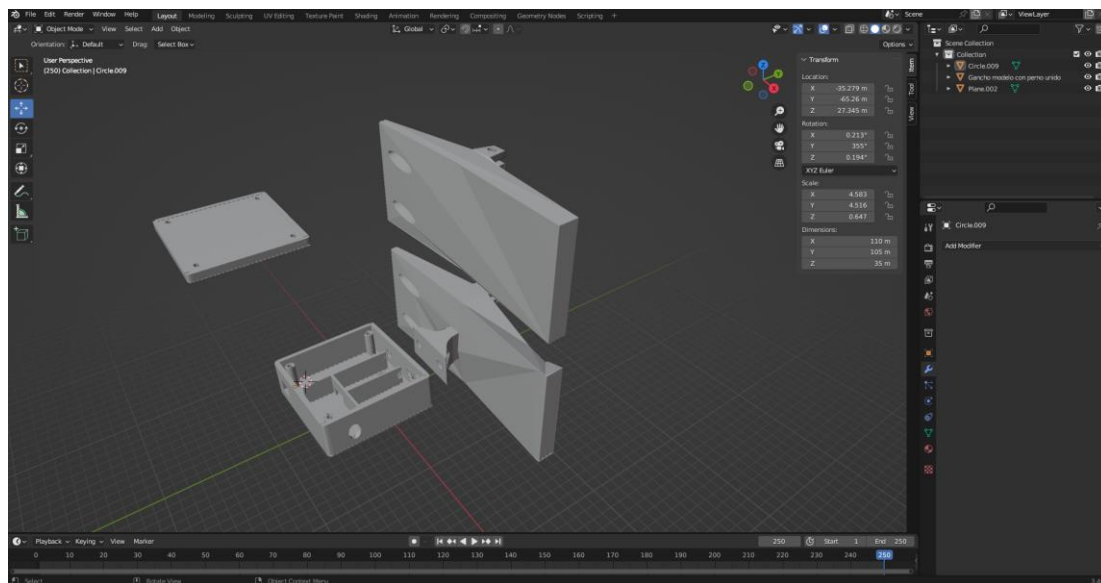 File Edit Render Window Help Layout Modeling Sculpting UV Editing Texture Paint Shading Animation Rendering Compositing Geometry Nodes Scripting + Scene ViewLayer
Object Mode View Select Add Object Global
Orientation: Default Drag: Select Box Options
User Perspective
(250) Collection | Circle.009
Transform
Location:
X -35.279 m
Y -65.26 m
Z 27.345 m
Rotation:
X 0.213°
Y 355°
Z 0.194°
XYZ Euler
Scale:
X 4.583
Y 4.516
Z 0.647
Dimensions:
X 110 m
Y 105 m
Z 35 m
Item
Tool
View
Z
Y
X
Scene Collection
Collection
Circle.009
Gancho modelo con perno unido
Plane.002
Circle.009
Add Modifier
Playback Keying View Marker 250 Start 1 End 250
0 10 20 30 40 50 60 70 80 90 100 110 120 130 140 150 160 170 180 190 200 210 220 230 240 250
Select Rotate View Object Context Menu